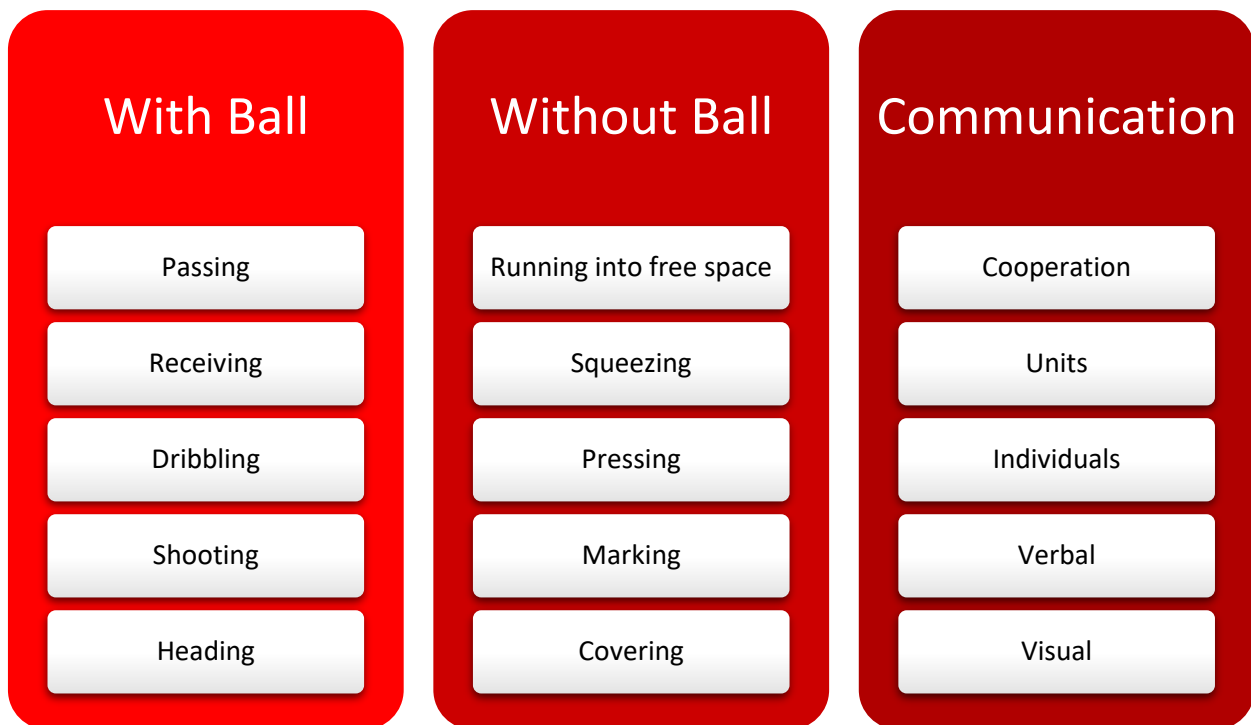 With Ball
Passing
Receiving
Dribbling
Shooting
Heading
Without Ball
Running into free space
Squeezing
Pressing
Marking
Covering
Communication
Cooperation
Units
Individuals
Verbal
Visual